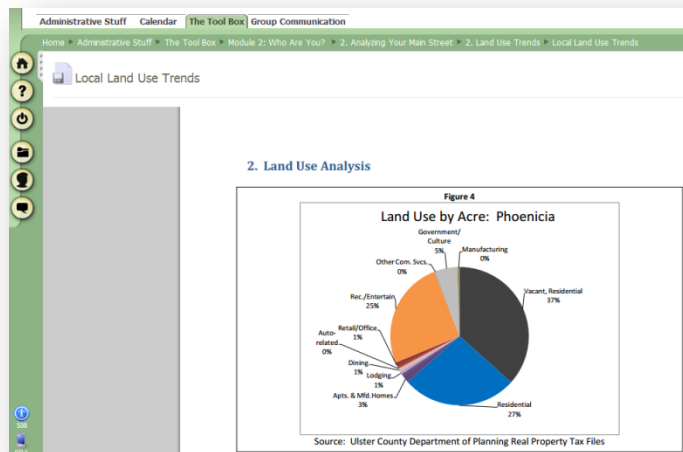 Administrative Stuff Calendar The Tool Box Group Communication
Home ▸ Administrative Stuff ▸ The Tool Box ▸ Module 2: Who Are You? ▸ 2. Analyzing Your Main Street ▸ 2. Land Use Trends ▸ Local Land Use Trends
Local Land Use Trends
2. Land Use Analysis
Figure 4
Land Use by Acre: Phoenicia
Government/
Culture
5%
Manufacturing
0%
Other Com. Svcs.
0%
Vacant, Residential
37%
Rec./Entertain
25%
Retail/Office
1%
Auto-
related
0%
Dining
1%
Lodging
1%
Apts. & Mfd.Homes
3%
Residential
27%
Source: Ulster County Department of Planning Real Property Tax Files
508